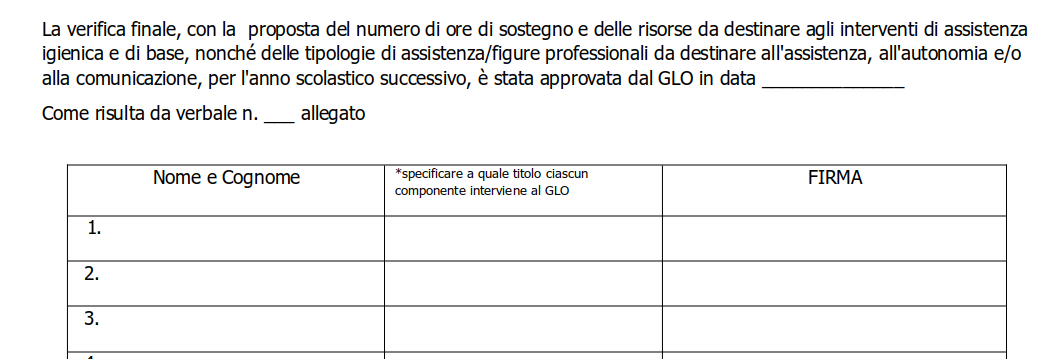 La verifica finale, con la  proposta del numero di ore di sostegno e delle risorse da destinare agli interventi di assistenza
igienica e di base, nonché delle tipologie di assistenza/figure professionali da destinare all'assistenza, all'autonomia e/o
alla comunicazione, per l'anno scolastico successivo, è stata approvata dal GLO in data _______________
Come risulta da verbale n. ___ allegato
Nome e Cognome
*specificare a quale titolo ciascun
componente interviene al GLO
FIRMA
1.
2.
3.